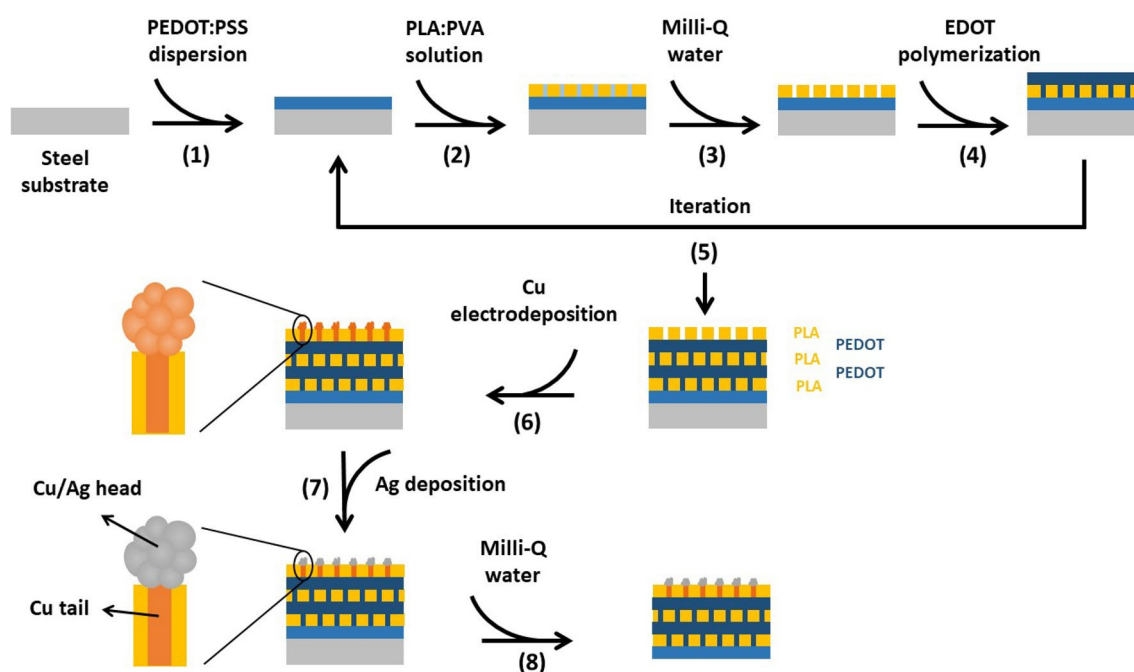 PEDOT:PSS
dispersion
PLA:PVA
solution
Milli-Q
water
EDOT
polymerization
(1)
(2)
(3)
(4)
Steel
substrate
Iteration
(5)
Cu
electrodeposition
PLA
PEDOT
PLA
PEDOT
PLA
(6)
(7)
Ag deposition
Cu/Ag head
Milli-Q
water
Cu tail
(8)